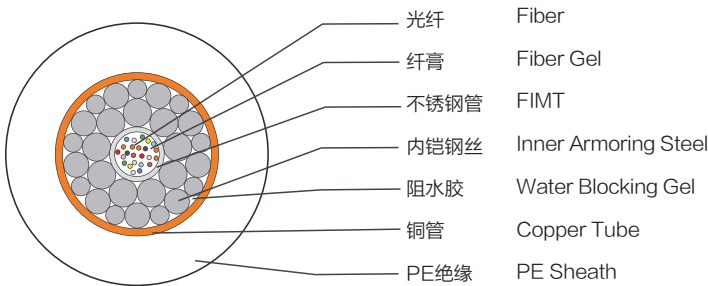 光纤 Fiber
纤膏 Fiber Gel
不锈钢管 FIMT
内铠钢丝 Inner Armoring Steel
阻水胶 Water Blocking Gel
铜管 Copper Tube
PE绝缘 PE Sheath